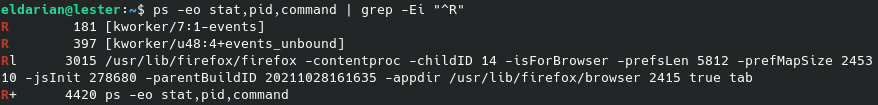 eldarian@lester:~$ ps -eo stat,pid,command | grep -Ei "^R"
R        181 [kworker/7:1-events]
R        397 [kworker/u48:4+events_unbound]
Rl      3015 /usr/lib/firefox/firefox -contentproc -childID 14 -isForBrowser -prefsLen 5812 -prefMapSize 2453
10 -jsInit 278680 -parentBuildID 20211028161635 -appdir /usr/lib/firefox/browser 2415 true tab
R+      4420 ps -eo stat,pid,command